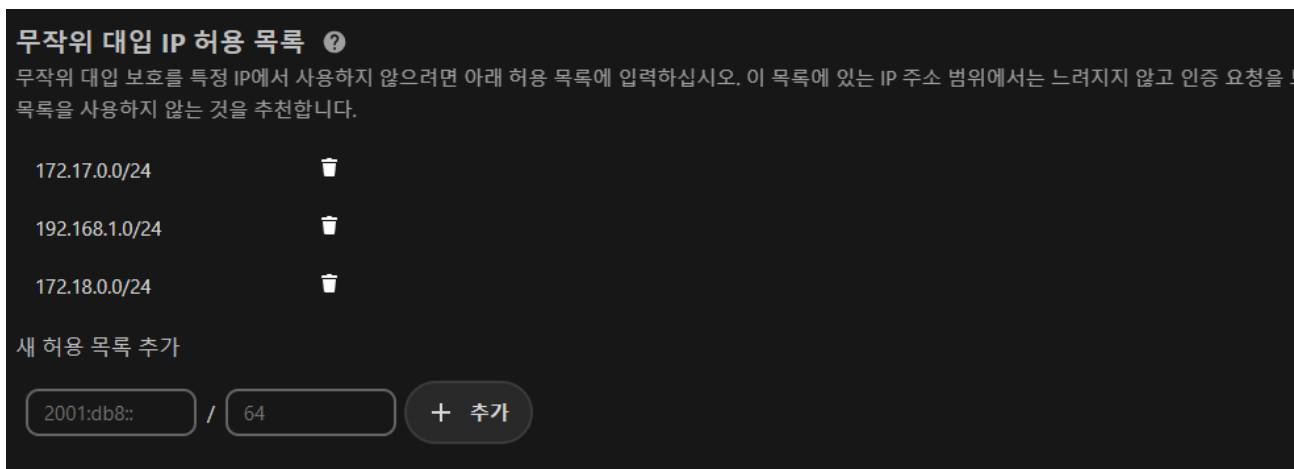 무작위 대입 IP 허용 목록 ?
무작위 대입 보호를 특정 IP에서 사용하지 않으려면 아래 허용 목록에 입력하십시오. 이 목록에 있는 IP 주소 범위에서는 느려지지 않고 인증 요청을
목록을 사용하지 않는 것을 추천합니다.
172.17.0.0/24
192.168.1.0/24
172.18.0.0/24
새 허용 목록 추가
2001:db8:: / 64 + 추가